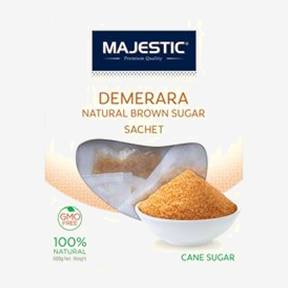 MAJESTIC®
Premium Quality
DEMERARA
NATURAL BROWN SUGAR
SACHET
GMO
FREE
100%
NATURAL
CANE SUGAR